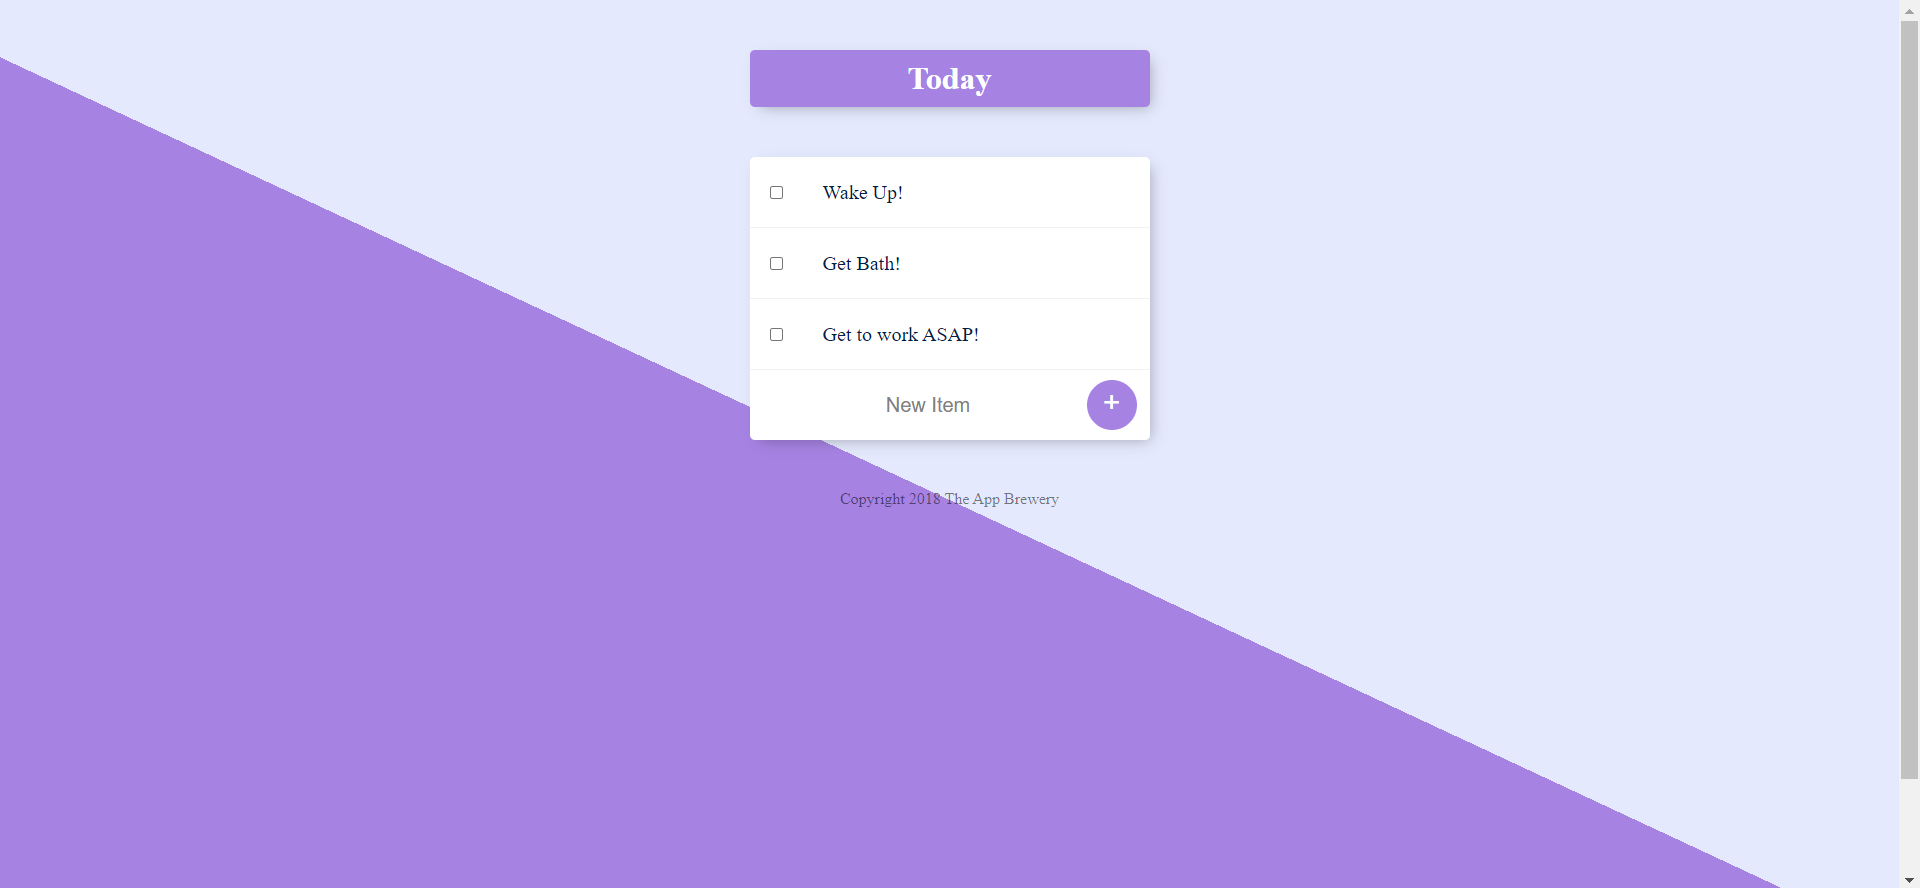 Today
Wake Up!
Get Bath!
Get to work ASAP!
New Item
+
Copyright 2018 The App Brewery